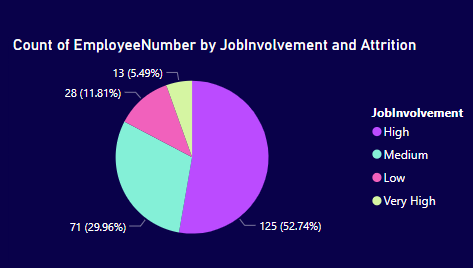 Count of EmployeeNumber by JobInvolvement and Attrition
13 (5.49%)
28 (11.81%)
71 (29.96%)
125 (52.74%)
JobInvolvement
High
Medium
Low
Very High